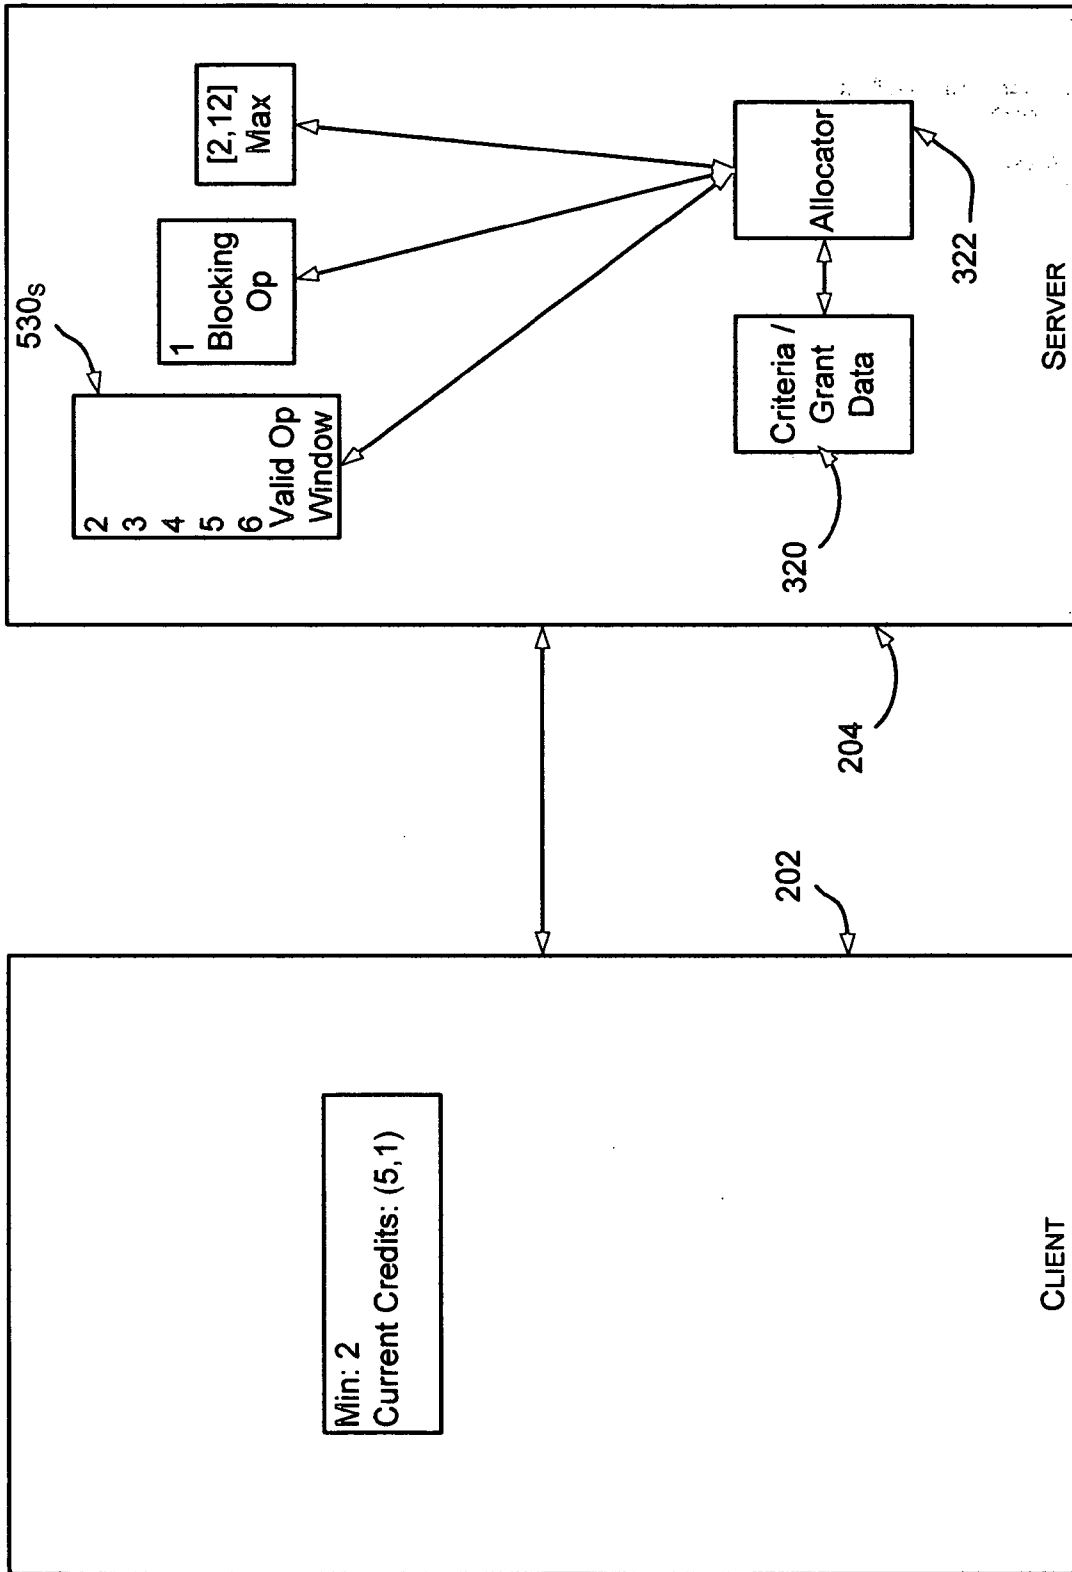 Min: 2
Current Credits: (5,1)
CLIENT
202
204
530s
2
3
4
5
6
Valid Op
Window
1
Blocking
Op
[2,12]
Max
320
Criteria /
Grant
Data
Allocator
322
SERVER